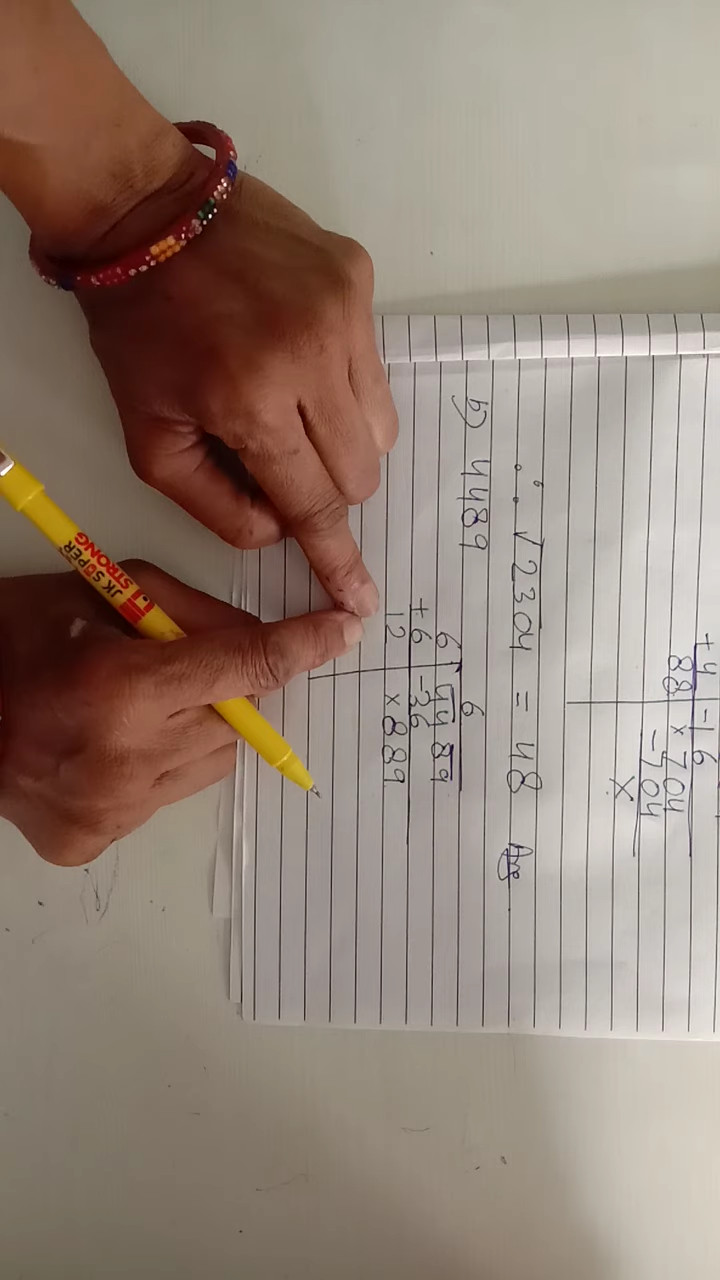 +4 -16
88 × 704
-704
×
∴ √2304 = 48 Ans
b) 4489
6
6 44 89
+6 -36
12 × 889
JK SUPER
STRONG